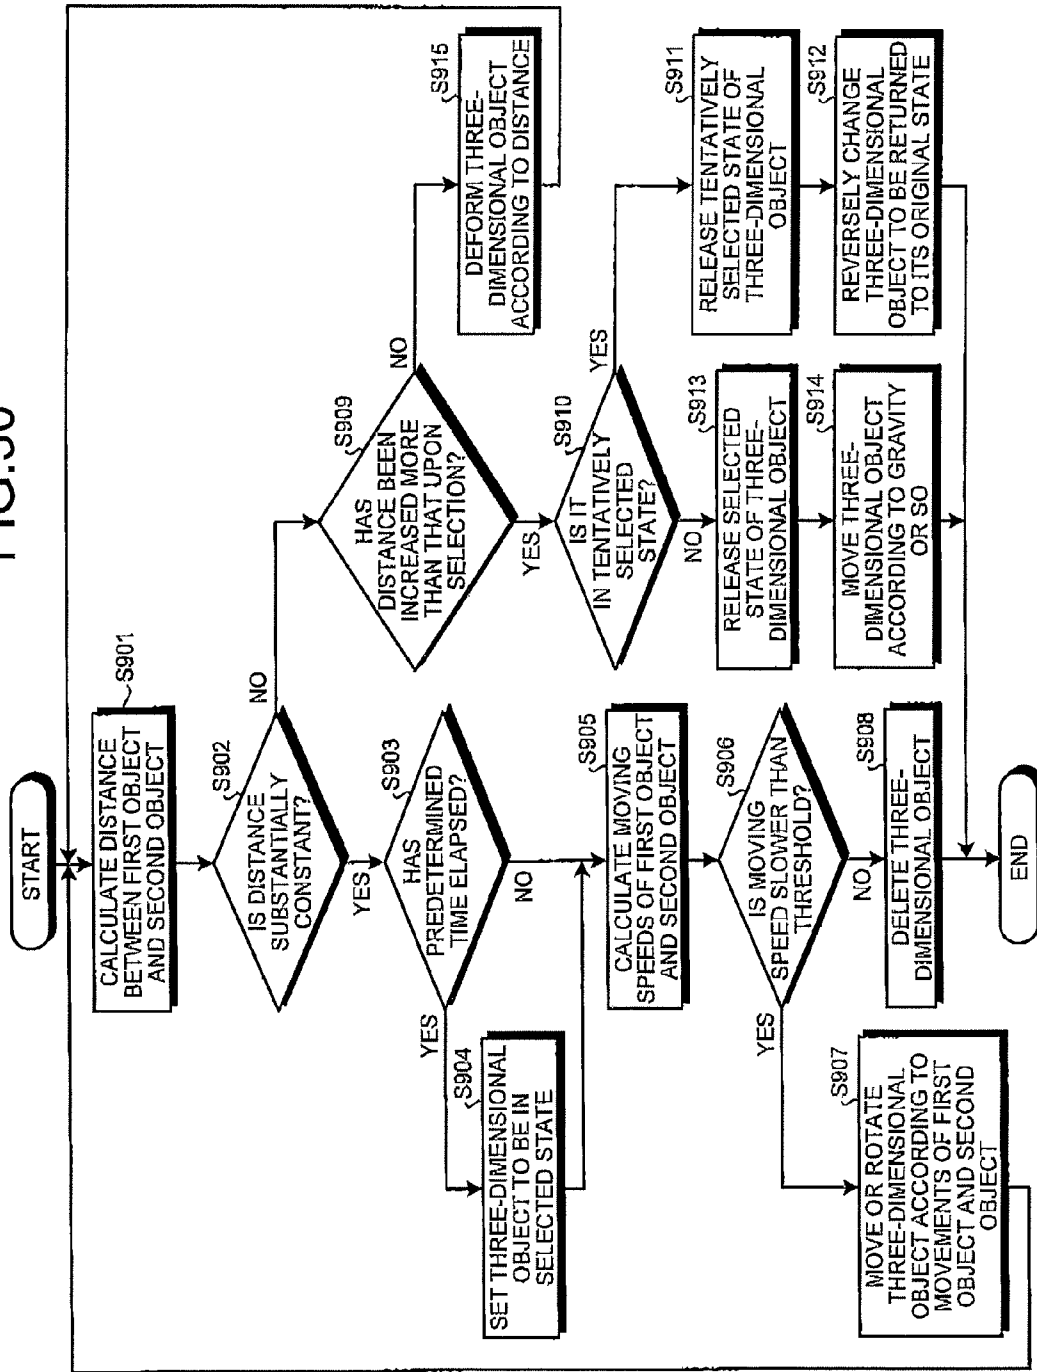 FIG.30
START
S901
CALCULATE DISTANCE
BETWEEN FIRST OBJECT
AND SECOND OBJECT
S902
IS DISTANCE
SUBSTANTIALLY
CONSTANT?
NO
YES
S903
HAS
PREDETERMINED
TIME ELAPSED?
YES
NO
S904
SET THREE-DIMENSIONAL
OBJECT TO BE IN
SELECTED STATE
S905
CALCULATE MOVING
SPEEDS OF FIRST OBJECT
AND SECOND OBJECT
S906
IS MOVING
SPEED SLOWER THAN
THRESHOLD?
YES
NO
S907
MOVE OR ROTATE
THREE-DIMENSIONAL
OBJECT ACCORDING TO
MOVEMENTS OF FIRST
OBJECT AND SECOND
OBJECT
S908
DELETE THREE-
DIMENSIONAL OBJECT
S909
HAS
DISTANCE BEEN
INCREASED MORE
THAN THAT UPON
SELECTION?
NO
YES
S910
IS IT
IN TENTATIVELY
SELECTED
STATE?
YES
NO
S911
RELEASE TENTATIVELY
SELECTED STATE OF
THREE-DIMENSIONAL
OBJECT
S912
REVERSELY CHANGE
THREE-DIMENSIONAL
OBJECT TO BE RETURNED
TO ITS ORIGINAL STATE
S913
RELEASE SELECTED
STATE OF THREE-
DIMENSIONAL OBJECT
S914
MOVE THREE-
DIMENSIONAL OBJECT
ACCORDING TO GRAVITY
OR SO
S915
DEFORM THREE-
DIMENSIONAL OBJECT
ACCORDING TO DISTANCE
END